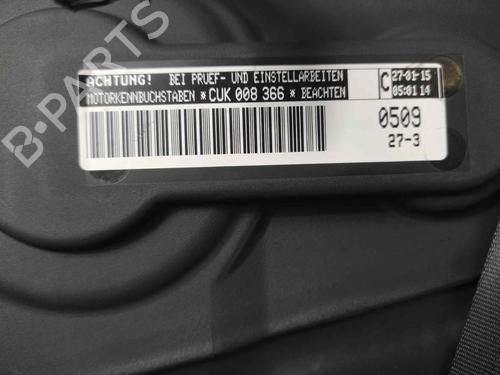 ACHTUNG! BEI PRUEF- UND EINSTELLARBEITEN
MOTORKENNBUCHSTABEN *CUK 008 366* BEACHTEN
C 27-01-15
05:01 14
0509
27-3
B-PARTS